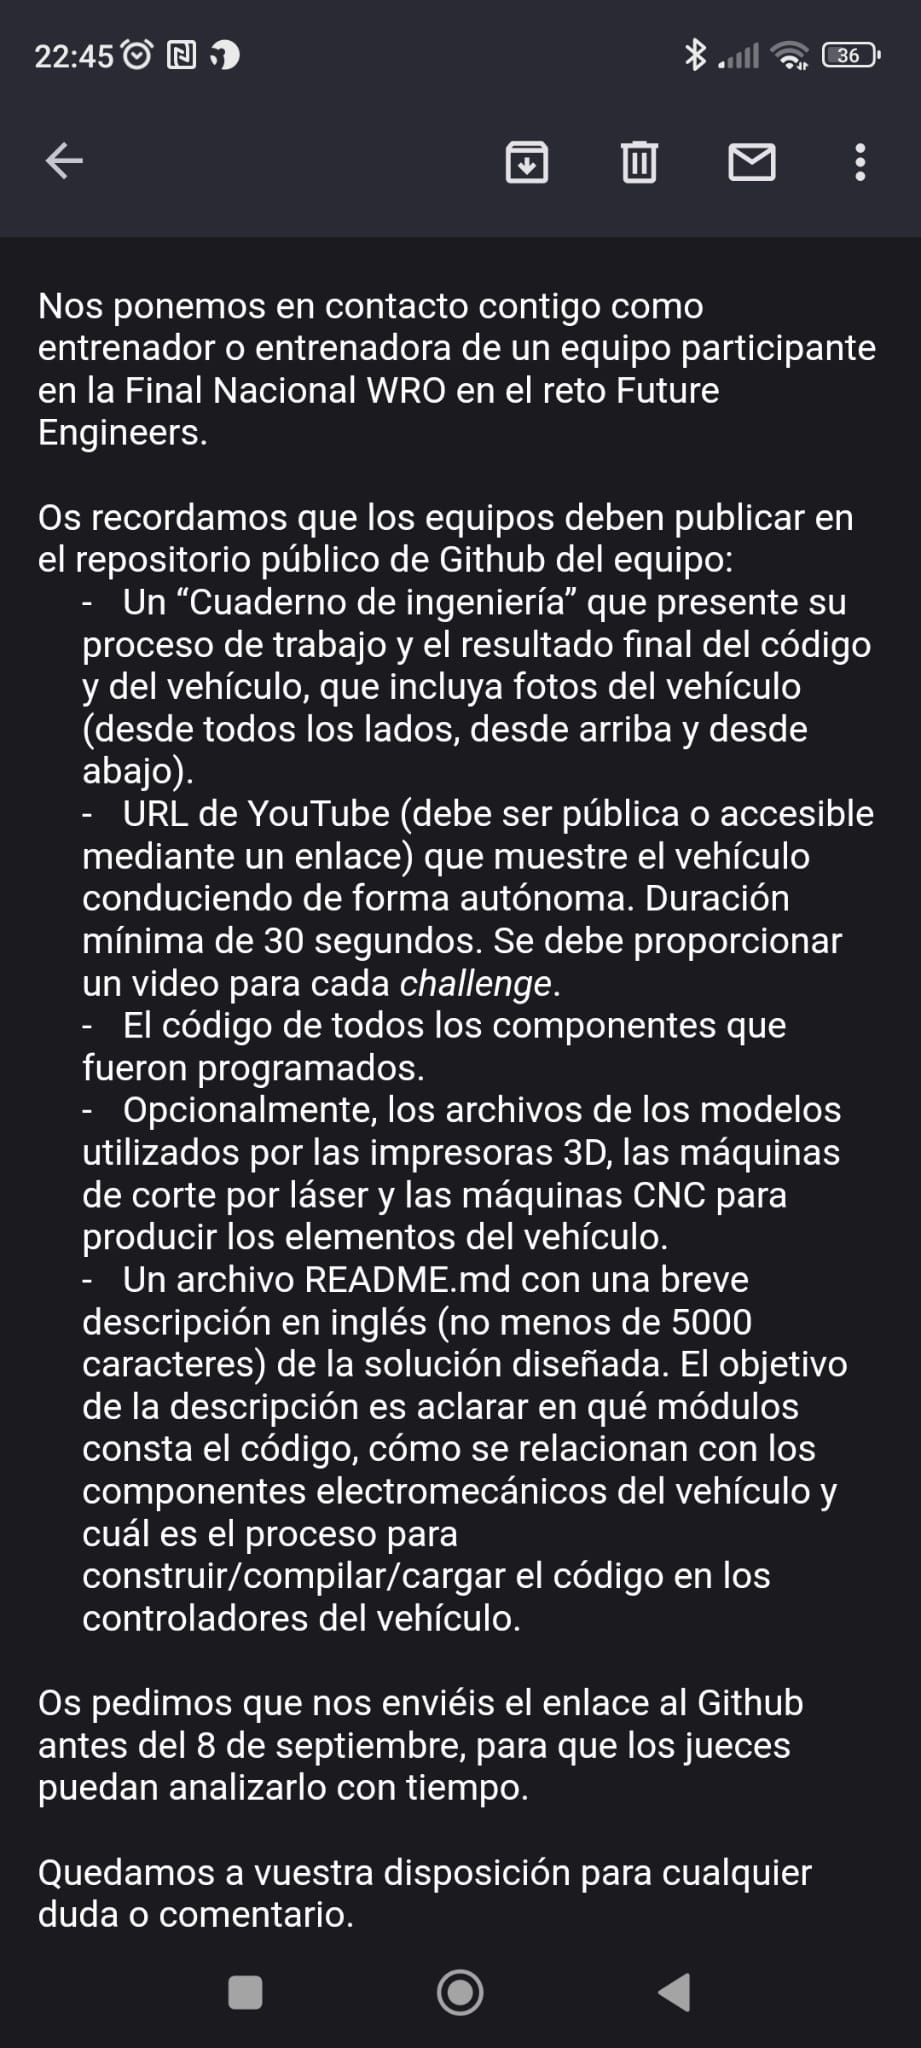 22:45
36
Nos ponemos en contacto contigo como
entrenador o entrenadora de un equipo participante
en la Final Nacional WRO en el reto Future
Engineers.
Os recordamos que los equipos deben publicar en
el repositorio público de Github del equipo:
- Un “Cuaderno de ingeniería” que presente su
proceso de trabajo y el resultado final del código
y del vehículo, que incluya fotos del vehículo
(desde todos los lados, desde arriba y desde
abajo).
- URL de YouTube (debe ser pública o accesible
mediante un enlace) que muestre el vehículo
conduciendo de forma autónoma. Duración
mínima de 30 segundos. Se debe proporcionar
un video para cada challenge.
- El código de todos los componentes que
fueron programados.
- Opcionalmente, los archivos de los modelos
utilizados por las impresoras 3D, las máquinas
de corte por láser y las máquinas CNC para
producir los elementos del vehículo.
- Un archivo README.md con una breve
descripción en inglés (no menos de 5000
caracteres) de la solución diseñada. El objetivo
de la descripción es aclarar en qué módulos
consta el código, cómo se relacionan con los
componentes electromecánicos del vehículo y
cuál es el proceso para
construir/compilar/cargar el código en los
controladores del vehículo.
Os pedimos que nos enviéis el enlace al Github
antes del 8 de septiembre, para que los jueces
puedan analizarlo con tiempo.
Quedamos a vuestra disposición para cualquier
duda o comentario.